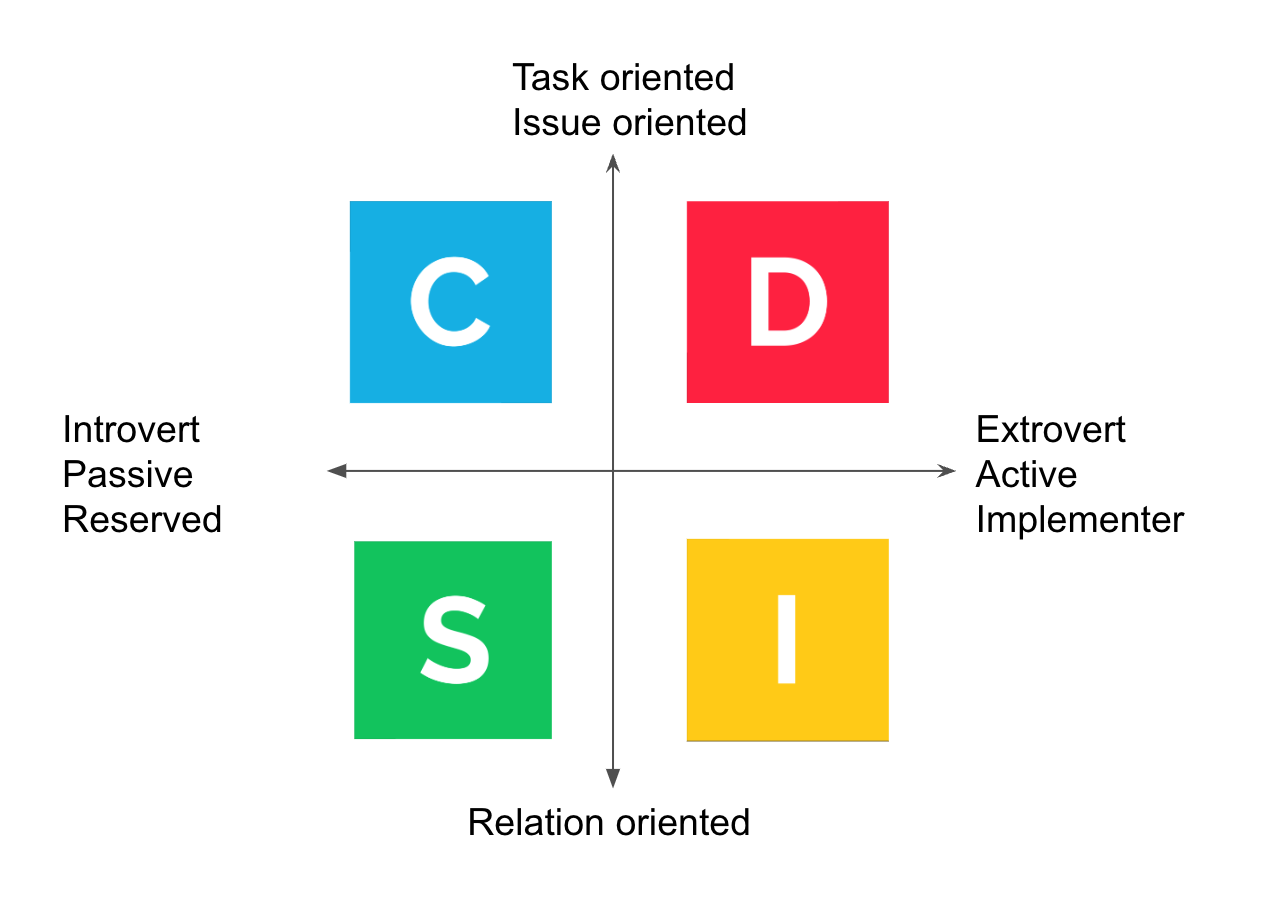 Task oriented
Issue oriented
C
D
Introvert
Passive
Reserved
Extrovert
Active
Implementer
S
I
Relation oriented